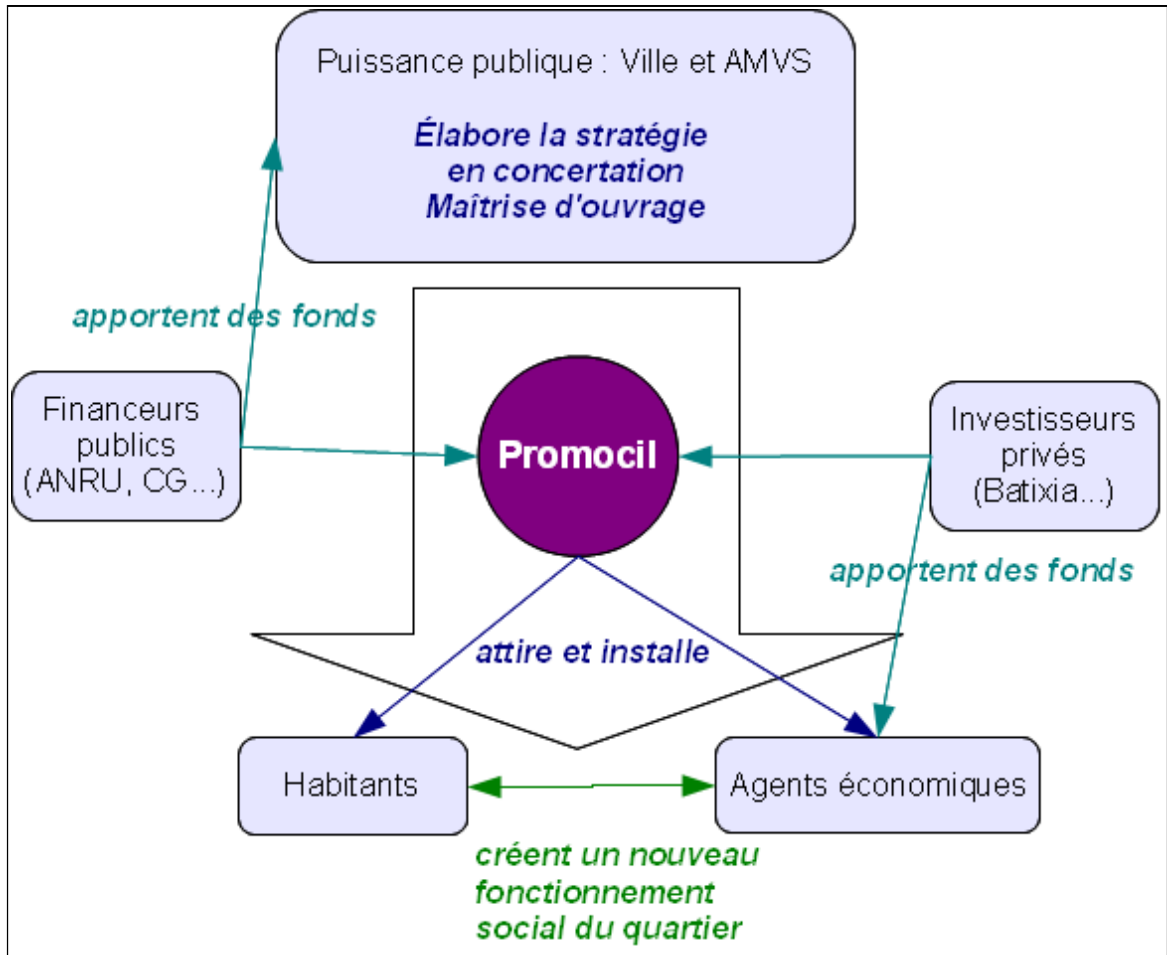 Puissance publique : Ville et AMVS
Élabore la stratégie
en concertation
Maîtrise d'ouvrage
apportent des fonds
Financeurs
publics
(ANRU, CG...)
Promocil
Investisseurs
privés
(Batixia...)
apportent des fonds
attire et installe
Habitants
Agents économiques
créent un nouveau
fonctionnement
social du quartier